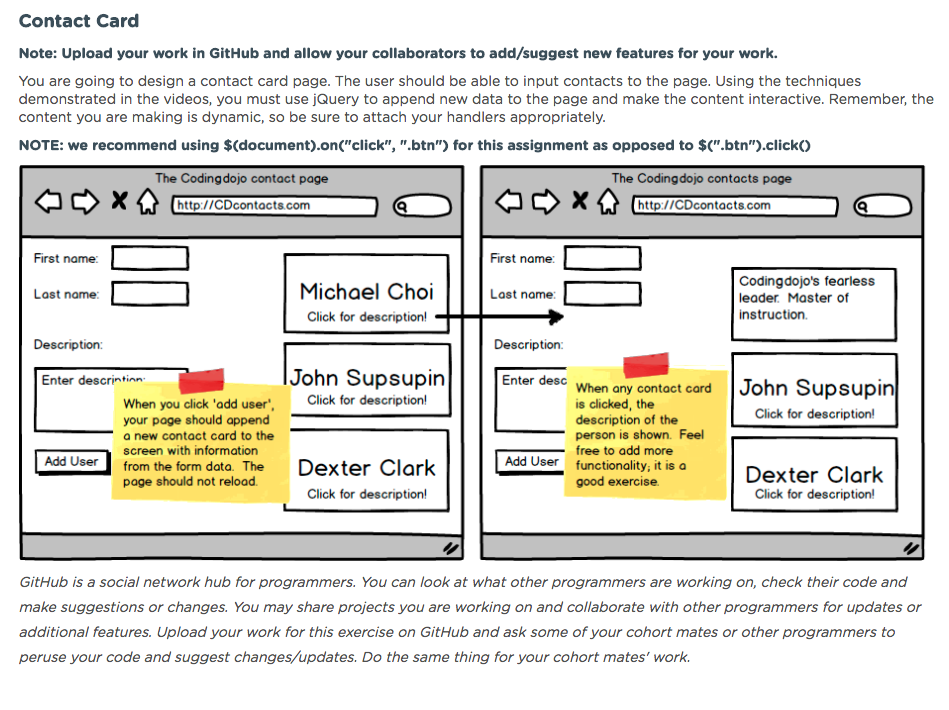 Contact Card
Note: Upload your work in GitHub and allow your collaborators to add/suggest new features for your work.
You are going to design a contact card page. The user should be able to input contacts to the page. Using the techniques
demonstrated in the videos, you must use jQuery to append new data to the page and make the content interactive. Remember, the
content you are making is dynamic, so be sure to attach your handlers appropriately.
NOTE: we recommend using $(document).on("click", ".btn") for this assignment as opposed to $(".btn").click()
The Codingdojo contact page
http://CDcontacts.com
First name:
Last name:
Description:
Enter description:
Add User
When you click 'add user',
your page should append
a new contact card to the
screen with information
from the form data. The
page should not reload.
Michael Choi
Click for description!
John Supsupin
Click for description!
Dexter Clark
Click for description!
The Codingdojo contacts page
http://CDcontacts.com
First name:
Last name:
Description:
Enter desc
Add User
When any contact card
is clicked, the
description of the
person is shown. Feel
free to add more
functionality; it is a
good exercise.
Codingdojo's fearless
leader. Master of
instruction.
John Supsupin
Click for description!
Dexter Clark
Click for description!
GitHub is a social network hub for programmers. You can look at what other programmers are working on, check their code and
make suggestions or changes. You may share projects you are working on and collaborate with other programmers for updates or
additional features. Upload your work for this exercise on GitHub and ask some of your cohort mates or other programmers to
peruse your code and suggest changes/updates. Do the same thing for your cohort mates' work.